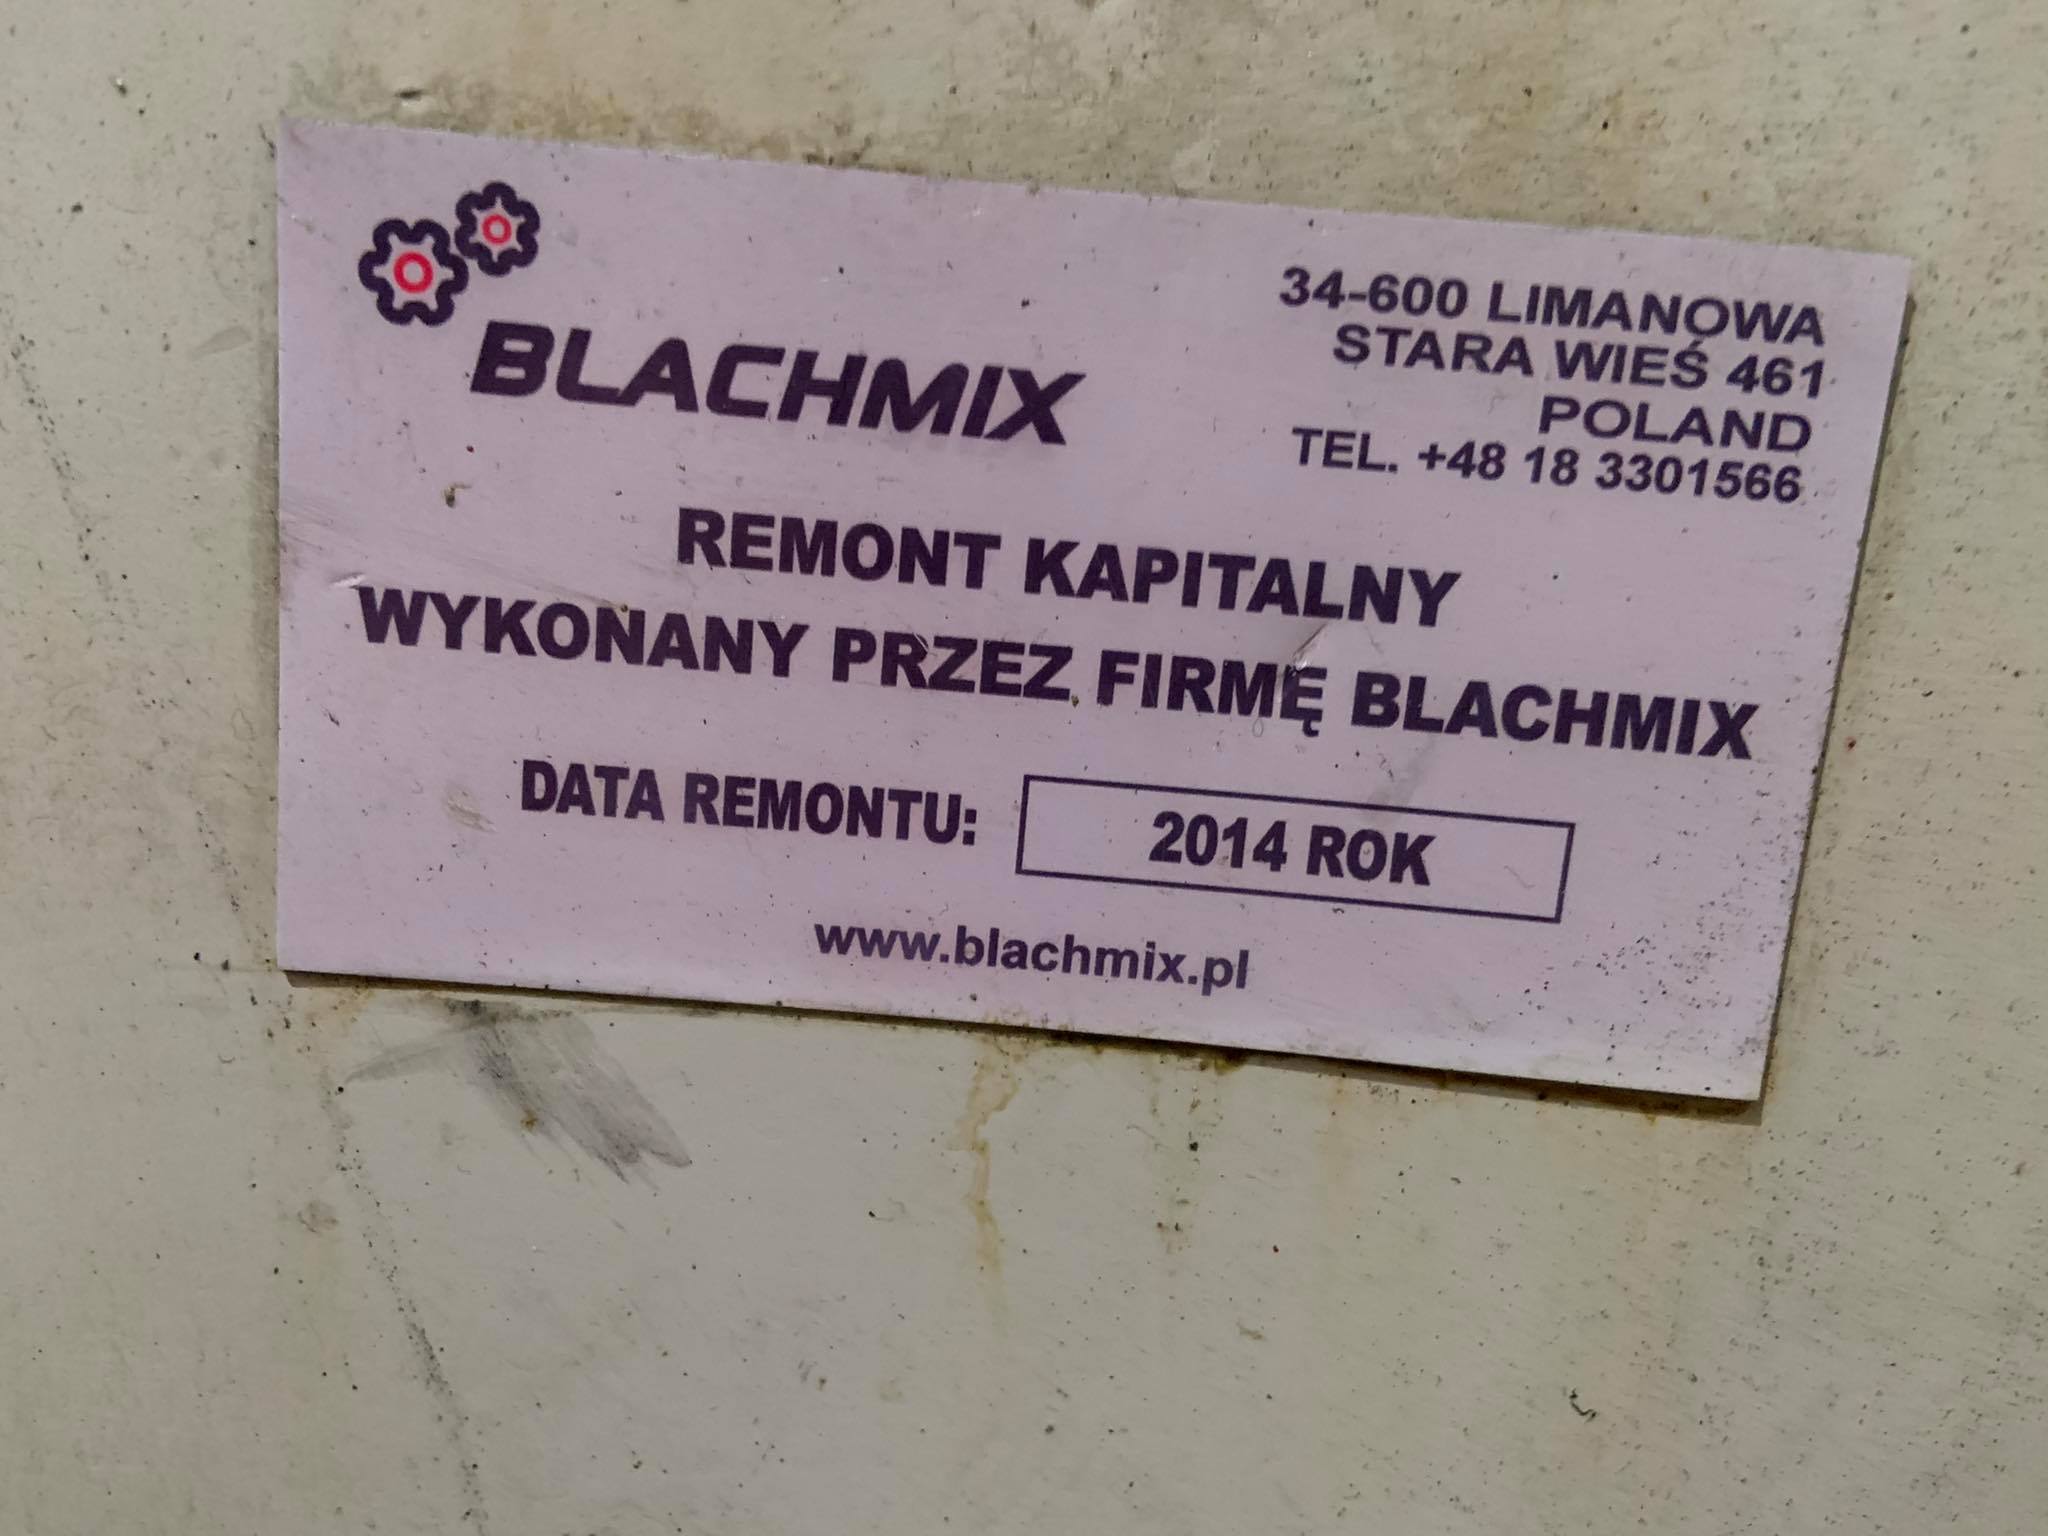 BLACHMIX
34-600 LIMANOWA
STARA WIEŚ 461
POLAND
TEL. +48 18 3301566
REMONT KAPITALNY
WYKONANY PRZEZ FIRMĘ BLACHMIX
DATA REMONTU: 2014 ROK
www.blachmix.pl